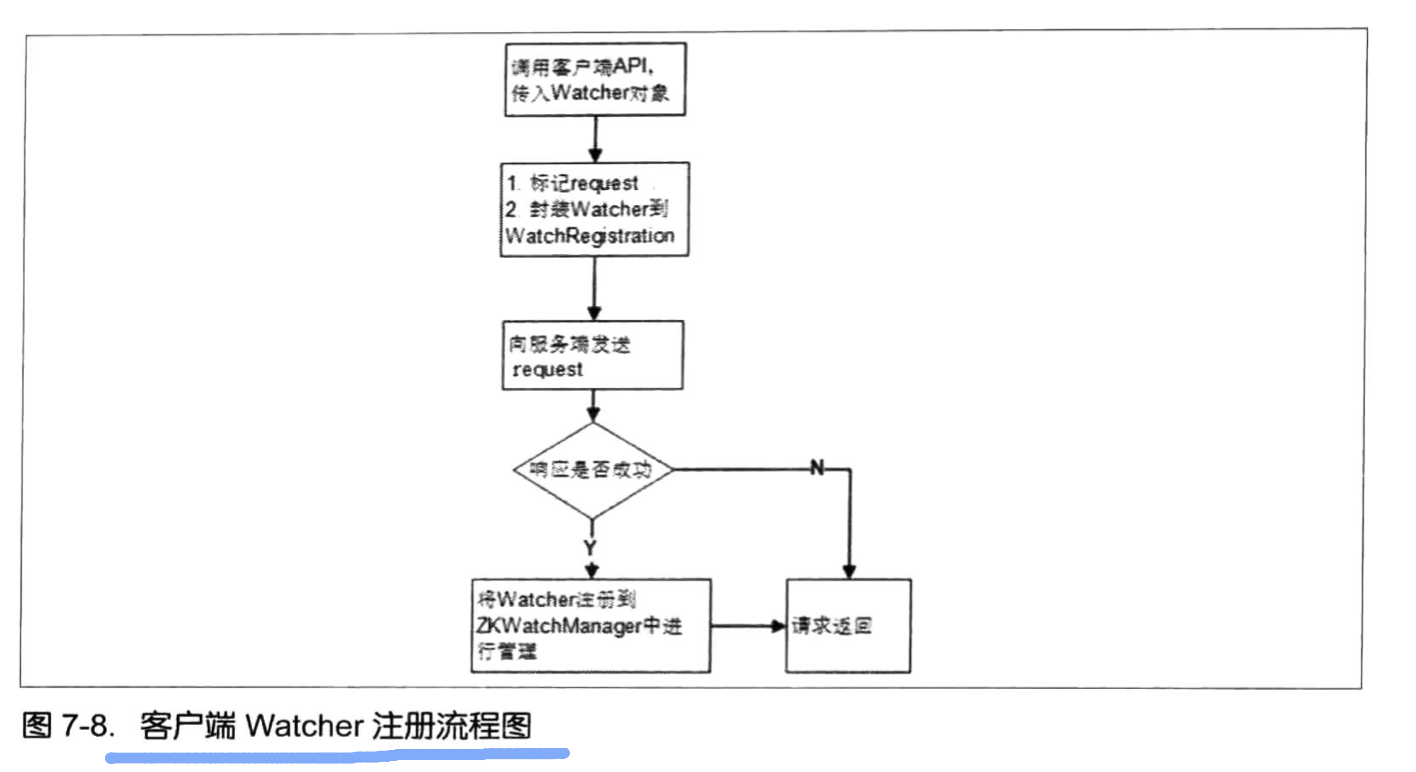 调用客户端API,
传入Watcher对象
1. 标记request
2. 封装Watcher到
WatchRegistration
向服务端发送
request
响应是否成功
N
Y
将Watcher注册到
ZKWatchManager中进
行管理
请求返回
图 7-8. 客户端 Watcher 注册流程图